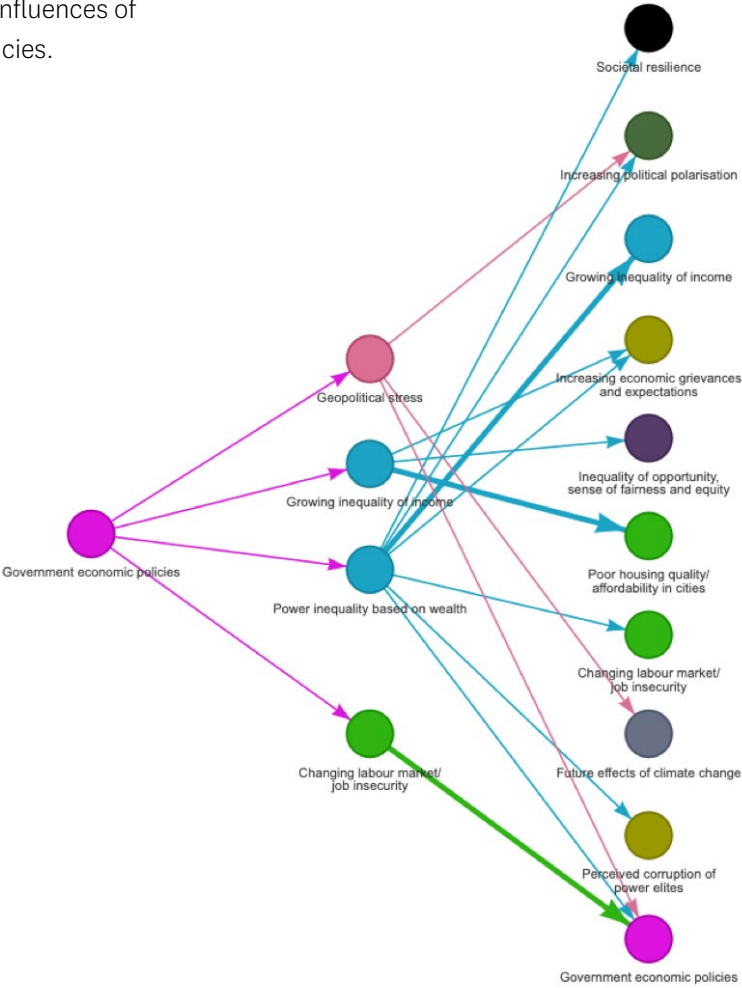 nfluences of
cies.
Societal resilience
Increasing political polarisation
Growing inequality of income
Increasing economic grievances
and expectations
Geopolitical stress
Inequality of opportunity,
sense of fairness and equity
Growing inequality of income
Government economic policies
Poor housing quality/
affordability in cities
Power inequality based on wealth
Changing labour market/
job insecurity
Changing labour market/
job insecurity
Future effects of climate change
Perceived corruption of
power elites
Government economic policies